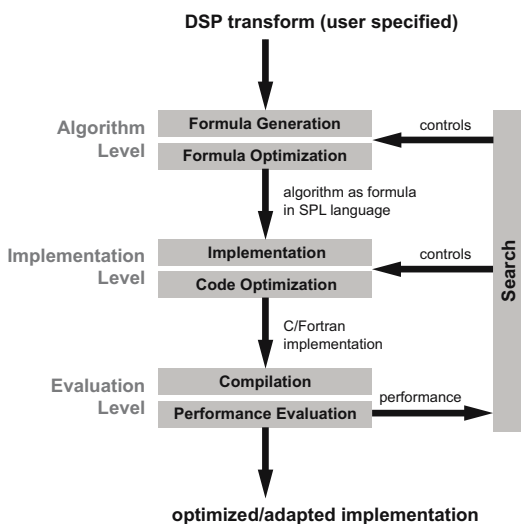 DSP transform (user specified)
Algorithm
Level
Formula Generation
Formula Optimization
controls
algorithm as formula
in SPL language
Implementation
Level
Implementation
Code Optimization
controls
Search
C/Fortran
implementation
Evaluation
Level
Compilation
Performance Evaluation
performance
optimized/adapted implementation